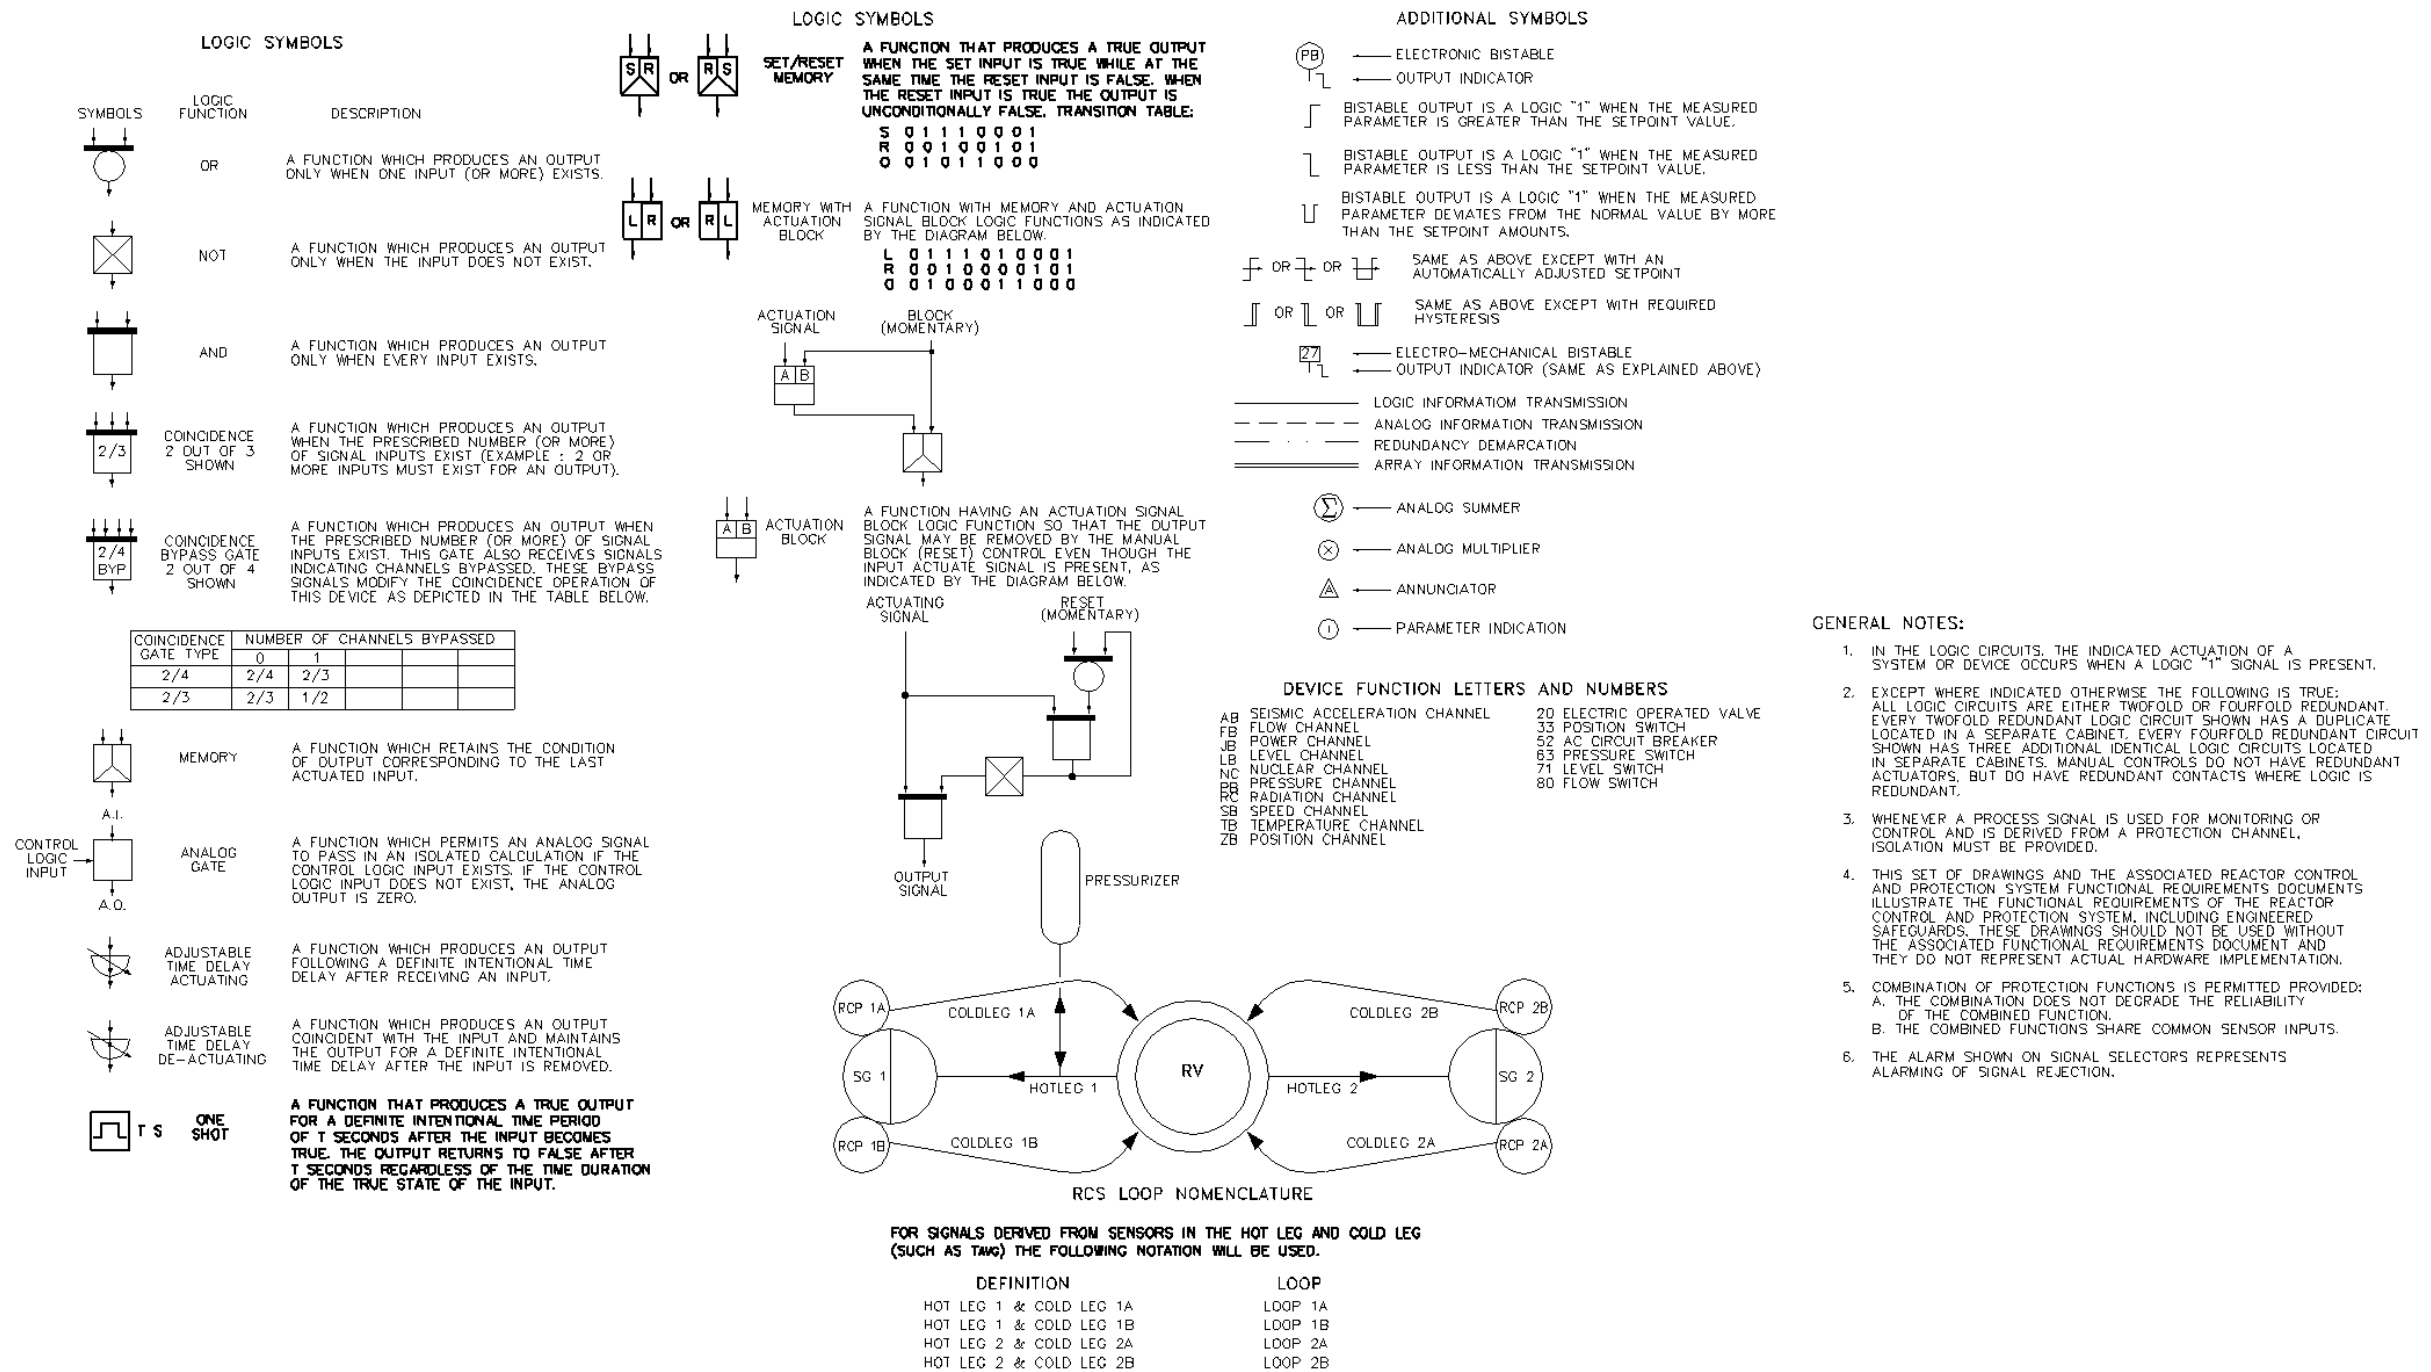 LOGIC SYMBOLS
SYMBOLS
LOGIC
FUNCTION
DESCRIPTION
OR
A FUNCTION WHICH PRODUCES AN OUTPUT
ONLY WHEN ONE INPUT (OR MORE) EXISTS.
NOT
A FUNCTION WHICH PRODUCES AN OUTPUT
ONLY WHEN THE INPUT DOES NOT EXIST.
AND
A FUNCTION WHICH PRODUCES AN OUTPUT
ONLY WHEN EVERY INPUT EXISTS.
2/3
COINCIDENCE
2 OUT OF 3
SHOWN
A FUNCTION WHICH PRODUCES AN OUTPUT
WHEN THE PRESCRIBED NUMBER (OR MORE)
OF SIGNAL INPUTS EXIST (EXAMPLE : 2 OR
MORE INPUTS MUST EXIST FOR AN OUTPUT).
2/4
BYP
COINCIDENCE
BYPASS GATE
2 OUT OF 4
SHOWN
A FUNCTION WHICH PRODUCES AN OUTPUT WHEN
THE PRESCRIBED NUMBER (OR MORE) OF SIGNAL
INPUTS EXIST. THIS GATE ALSO RECEIVES SIGNALS
INDICATING CHANNELS BYPASSED. THESE BYPASS
SIGNALS MODIFY THE COINCIDENCE OPERATION OF
THIS DEVICE AS DEPICTED IN THE TABLE BELOW.
COINCIDENCE
GATE TYPE
NUMBER OF CHANNELS BYPASSED
0 1
2/4 2/4 2/3
2/3 2/3 1/2
MEMORY
A FUNCTION WHICH RETAINS THE CONDITION
OF OUTPUT CORRESPONDING TO THE LAST
ACTUATED INPUT.
A.I.
CONTROL
LOGIC
INPUT
A.O.
ANALOG
GATE
A FUNCTION WHICH PERMITS AN ANALOG SIGNAL
TO PASS IN AN ISOLATED CALCULATION IF THE
CONTROL LOGIC INPUT EXISTS. IF THE CONTROL
LOGIC INPUT DOES NOT EXIST, THE ANALOG
OUTPUT IS ZERO.
ADJUSTABLE
TIME DELAY
ACTUATING
A FUNCTION WHICH PRODUCES AN OUTPUT
FOLLOWING A DEFINITE INTENTIONAL TIME
DELAY AFTER RECEIVING AN INPUT.
ADJUSTABLE
TIME DELAY
DE-ACTUATING
A FUNCTION WHICH PRODUCES AN OUTPUT
COINCIDENT WITH THE INPUT AND MAINTAINS
THE OUTPUT FOR A DEFINITE INTENTIONAL
TIME DELAY AFTER THE INPUT IS REMOVED.
T S
ONE
SHOT
A FUNCTION THAT PRODUCES A TRUE OUTPUT
FOR A DEFINITE INTENTIONAL TIME PERIOD
OF T SECONDS AFTER THE INPUT BECOMES
TRUE. THE OUTPUT RETURNS TO FALSE AFTER
T SECONDS REGARDLESS OF THE TIME DURATION
OF THE TRUE STATE OF THE INPUT.
LOGIC SYMBOLS
S R OR R S
SET/RESET
MEMORY
A FUNCTION THAT PRODUCES A TRUE OUTPUT
WHEN THE SET INPUT IS TRUE WHILE AT THE
SAME TIME THE RESET INPUT IS FALSE. WHEN
THE RESET INPUT IS TRUE THE OUTPUT IS
UNCONDITIONALLY FALSE. TRANSITION TABLE:
S 0 1 1 1 0 0 0 1
R 0 0 1 0 0 1 0 1
O 0 1 0 1 1 0 0 0
L R OR R L
MEMORY WITH
ACTUATION
BLOCK
A FUNCTION WITH MEMORY AND ACTUATION
SIGNAL BLOCK LOGIC FUNCTIONS AS INDICATED
BY THE DIAGRAM BELOW.
L 0 1 1 1 0 1 0 0 0 1
R 0 0 1 0 0 0 0 1 0 1
O 0 1 0 0 0 1 1 0 0 0
ACTUATION
SIGNAL
BLOCK
(MOMENTARY)
A B
A B
ACTUATION
BLOCK
A FUNCTION HAVING AN ACTUATION SIGNAL
BLOCK LOGIC FUNCTION SO THAT THE OUTPUT
SIGNAL MAY BE REMOVED BY THE MANUAL
BLOCK (RESET) CONTROL EVEN THOUGH THE
INPUT ACTUATE SIGNAL IS PRESENT, AS
INDICATED BY THE DIAGRAM BELOW.
ACTUATING
SIGNAL
RESET
(MOMENTARY)
OUTPUT
SIGNAL
PRESSURIZER
RCP 1A
COLDLEG 1A
COLDLEG 2B
RCP 2B
SG 1
HOTLEG 1
RV
HOTLEG 2
SG 2
RCP 1B
COLDLEG 1B
COLDLEG 2A
RCP 2A
RCS LOOP NOMENCLATURE
FOR SIGNALS DERIVED FROM SENSORS IN THE HOT LEG AND COLD LEG
(SUCH AS TAVG) THE FOLLOWING NOTATION WILL BE USED.
DEFINITION LOOP
HOT LEG 1 & COLD LEG 1A LOOP 1A
HOT LEG 1 & COLD LEG 1B LOOP 1B
HOT LEG 2 & COLD LEG 2A LOOP 2A
HOT LEG 2 & COLD LEG 2B LOOP 2B
ADDITIONAL SYMBOLS
PB
ELECTRONIC BISTABLE
OUTPUT INDICATOR
BISTABLE OUTPUT IS A LOGIC "1" WHEN THE MEASURED
PARAMETER IS GREATER THAN THE SETPOINT VALUE.
BISTABLE OUTPUT IS A LOGIC "1" WHEN THE MEASURED
PARAMETER IS LESS THAN THE SETPOINT VALUE.
BISTABLE OUTPUT IS A LOGIC "1" WHEN THE MEASURED
PARAMETER DEVIATES FROM THE NORMAL VALUE BY MORE
THAN THE SETPOINT AMOUNTS.
OR OR
SAME AS ABOVE EXCEPT WITH AN
AUTOMATICALLY ADJUSTED SETPOINT
OR OR
SAME AS ABOVE EXCEPT WITH REQUIRED
HYSTERESIS
27
ELECTRO-MECHANICAL BISTABLE
OUTPUT INDICATOR (SAME AS EXPLAINED ABOVE)
LOGIC INFORMATIOM TRANSMISSION
ANALOG INFORMATION TRANSMISSION
REDUNDANCY DEMARCATION
ARRAY INFORMATION TRANSMISSION
Σ ANALOG SUMMER
ANALOG MULTIPLIER
A ANNUNCIATOR
I PARAMETER INDICATION
DEVICE FUNCTION LETTERS AND NUMBERS
AB SEISMIC ACCELERATION CHANNEL
FB FLOW CHANNEL
JB POWER CHANNEL
LB LEVEL CHANNEL
NC NUCLEAR CHANNEL
PB PRESSURE CHANNEL
RC RADIATION CHANNEL
SB SPEED CHANNEL
TB TEMPERATURE CHANNEL
ZB POSITION CHANNEL
20 ELECTRIC OPERATED VALVE
33 POSITION SWITCH
52 AC CIRCUIT BREAKER
63 PRESSURE SWITCH
71 LEVEL SWITCH
80 FLOW SWITCH
GENERAL NOTES:
1. IN THE LOGIC CIRCUITS, THE INDICATED ACTUATION OF A
SYSTEM OR DEVICE OCCURS WHEN A LOGIC "1" SIGNAL IS PRESENT.
2. EXCEPT WHERE INDICATED OTHERWISE THE FOLLOWING IS TRUE:
ALL LOGIC CIRCUITS ARE EITHER TWOFOLD OR FOURFOLD REDUNDANT.
EVERY TWOFOLD REDUNDANT LOGIC CIRCUIT SHOWN HAS A DUPLICATE
LOCATED IN A SEPARATE CABINET. EVERY FOURFOLD REDUNDANT CIRCUIT
SHOWN HAS THREE ADDITIONAL IDENTICAL LOGIC CIRCUITS LOCATED
IN SEPARATE CABINETS. MANUAL CONTROLS DO NOT HAVE REDUNDANT
ACTUATORS, BUT DO HAVE REDUNDANT CONTACTS WHERE LOGIC IS
REDUNDANT.
3. WHENEVER A PROCESS SIGNAL IS USED FOR MONITORING OR
CONTROL AND IS DERIVED FROM A PROTECTION CHANNEL,
ISOLATION MUST BE PROVIDED.
4. THIS SET OF DRAWINGS AND THE ASSOCIATED REACTOR CONTROL
AND PROTECTION SYSTEM FUNCTIONAL REQUIREMENTS DOCUMENTS
ILLUSTRATE THE FUNCTIONAL REQUIREMENTS OF THE REACTOR
CONTROL AND PROTECTION SYSTEM, INCLUDING ENGINEERED
SAFEGUARDS. THESE DRAWINGS SHOULD NOT BE USED WITHOUT
THE ASSOCIATED FUNCTIONAL REQUIREMENTS DOCUMENT AND
THEY DO NOT REPRESENT ACTUAL HARDWARE IMPLEMENTATION.
5. COMBINATION OF PROTECTION FUNCTIONS IS PERMITTED PROVIDED:
A. THE COMBINATION DOES NOT DEGRADE THE RELIABILITY
OF THE COMBINED FUNCTION.
B. THE COMBINED FUNCTIONS SHARE COMMON SENSOR INPUTS.
6. THE ALARM SHOWN ON SIGNAL SELECTORS REPRESENTS
ALARMING OF SIGNAL REJECTION.